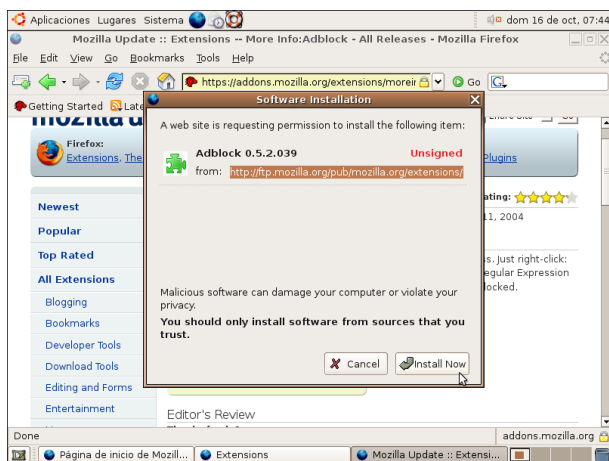 Aplicaciones Lugares Sistema dom 16 de oct, 07:44
Mozilla Update :: Extensions -- More Info:Adblock - All Releases - Mozilla Firefox
File Edit View Go Bookmarks Tools Help
https://addons.mozilla.org/extensions/moreir Go
Getting Started Late
Software Installation
A web site is requesting permission to install the following item:
Adblock 0.5.2.039 Unsigned
from: http://ftp.mozilla.org/pub/mozilla.org/extensions/
Malicious software can damage your computer or violate your
privacy.
You should only install software from sources that you
trust.
Cancel Install Now
Firefox:
Extensions, The
Plugins
Newest
Popular
Top Rated
All Extensions
Blogging
Bookmarks
Developer Tools
Download Tools
Editing and Forms
Entertainment
ating:
11, 2004
ss. Just right-click:
egular Expression
locked.
Editor's Review
Done addons.mozilla.org
Página de inicio de Mozill... Extensions Mozilla Update :: Extensi...